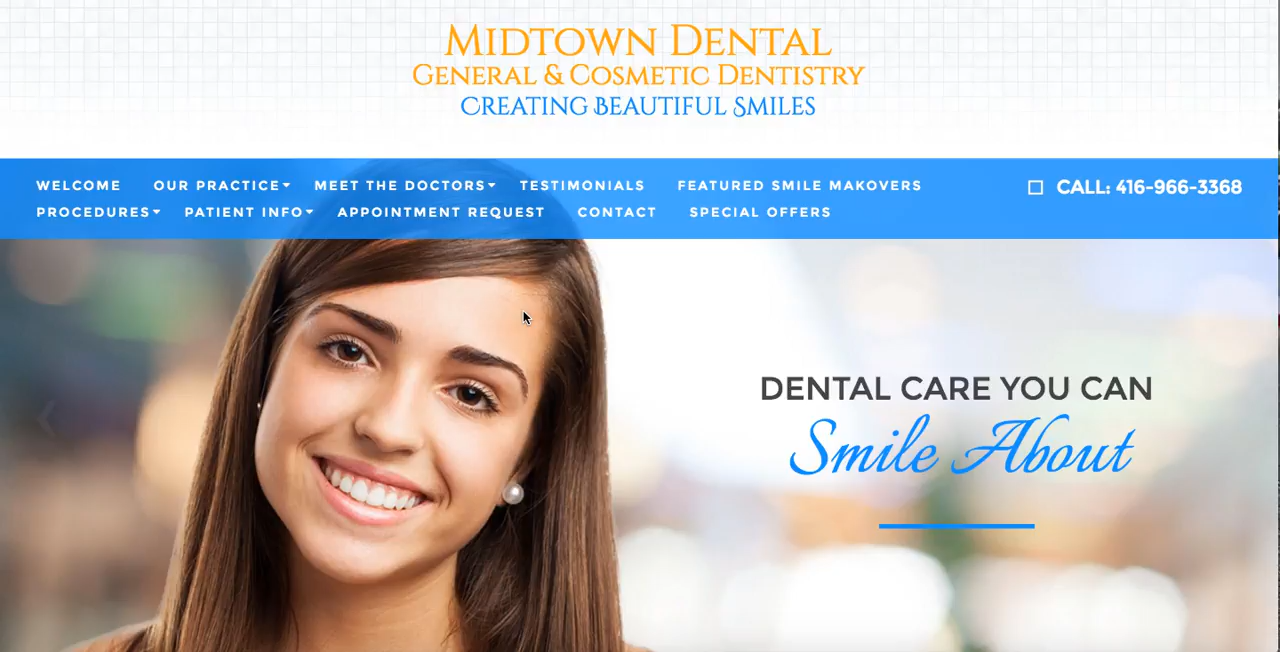 MIDTOWN DENTAL
GENERAL & COSMETIC DENTISTRY
CREATING BEAUTIFUL SMILES
WELCOME OUR PRACTICE MEET THE DOCTORS TESTIMONIALS FEATURED SMILE MAKOVERS
CALL: 416-966-3368
PROCEDURES PATIENT INFO APPOINTMENT REQUEST CONTACT SPECIAL OFFERS
DENTAL CARE YOU CAN
Smile About